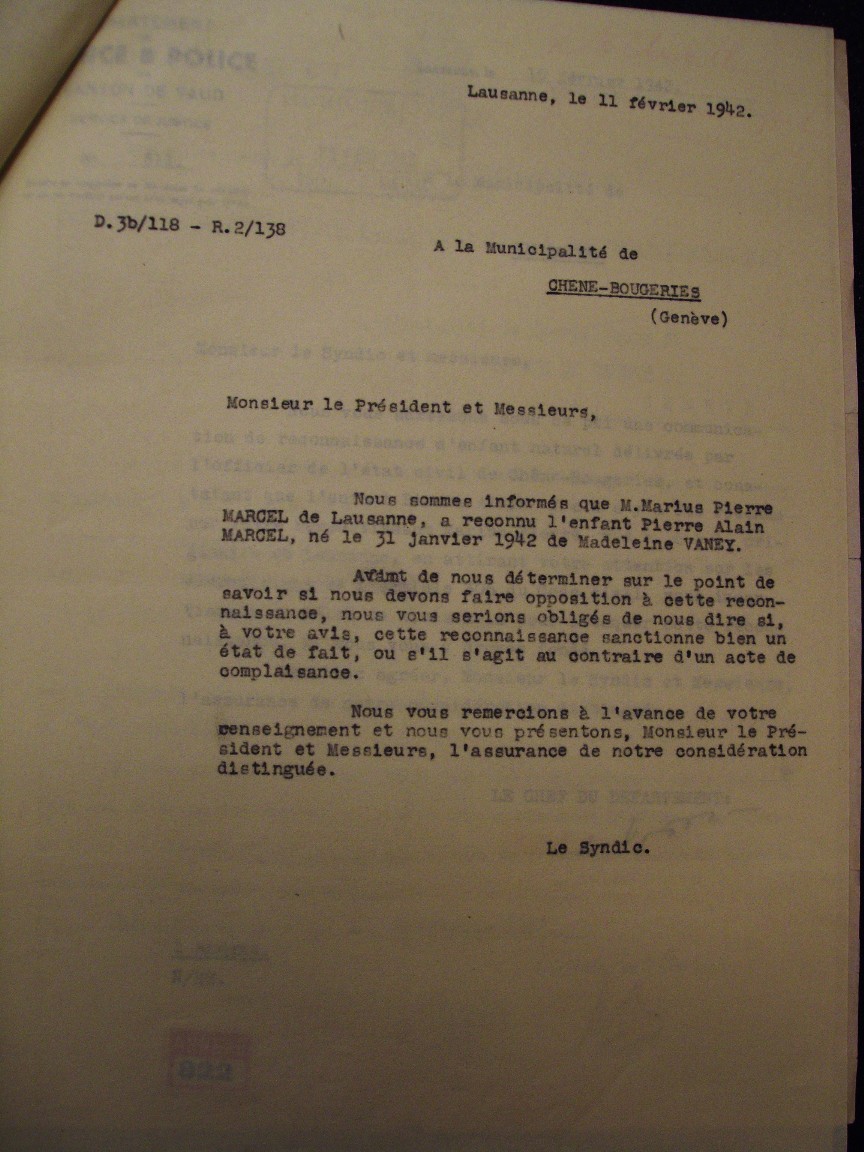 Lausanne, le 11 février 1942.
D.3b/118 - R.2/138
A la Municipalité de
CHENE-BOUGERIES
(Genève)
Monsieur le Président et Messieurs,
Nous sommes informés que M.Marius Pierre
MARCEL de Lausanne, a reconnu l'enfant Pierre Alain
MARCEL, né le 31 janvier 1942 de Madeleine VANEY.
Avant de nous déterminer sur le point de
savoir si nous devons faire opposition à cette recon-
naissance, nous vous serions obligés de nous dire si,
à votre avis, cette reconnaissance sanctionne bien un
état de fait, ou s'il s'agit au contraire d'un acte de
complaisance.
Nous vous remercions à l'avance de votre
renseignement et nous vous présentons, Monsieur le Pré-
sident et Messieurs, l'assurance de notre considération
distinguée.
LE CHEF DU DEPARTEMENT:
Le Syndic.
822